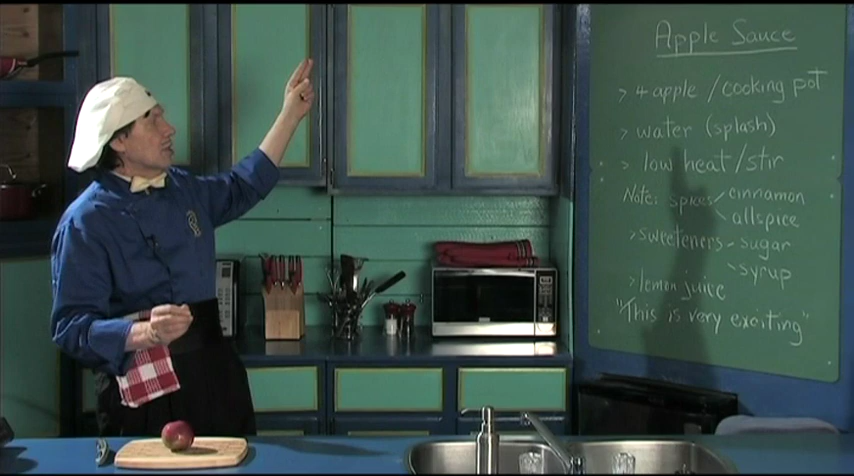 Apple Sauce
> 4 apple / cooking pot
> water (splash)
> low heat / stir
Note: spices - cinnamon
- allspice
> sweeteners - sugar
- syrup
> lemon juice
"This is very exciting"